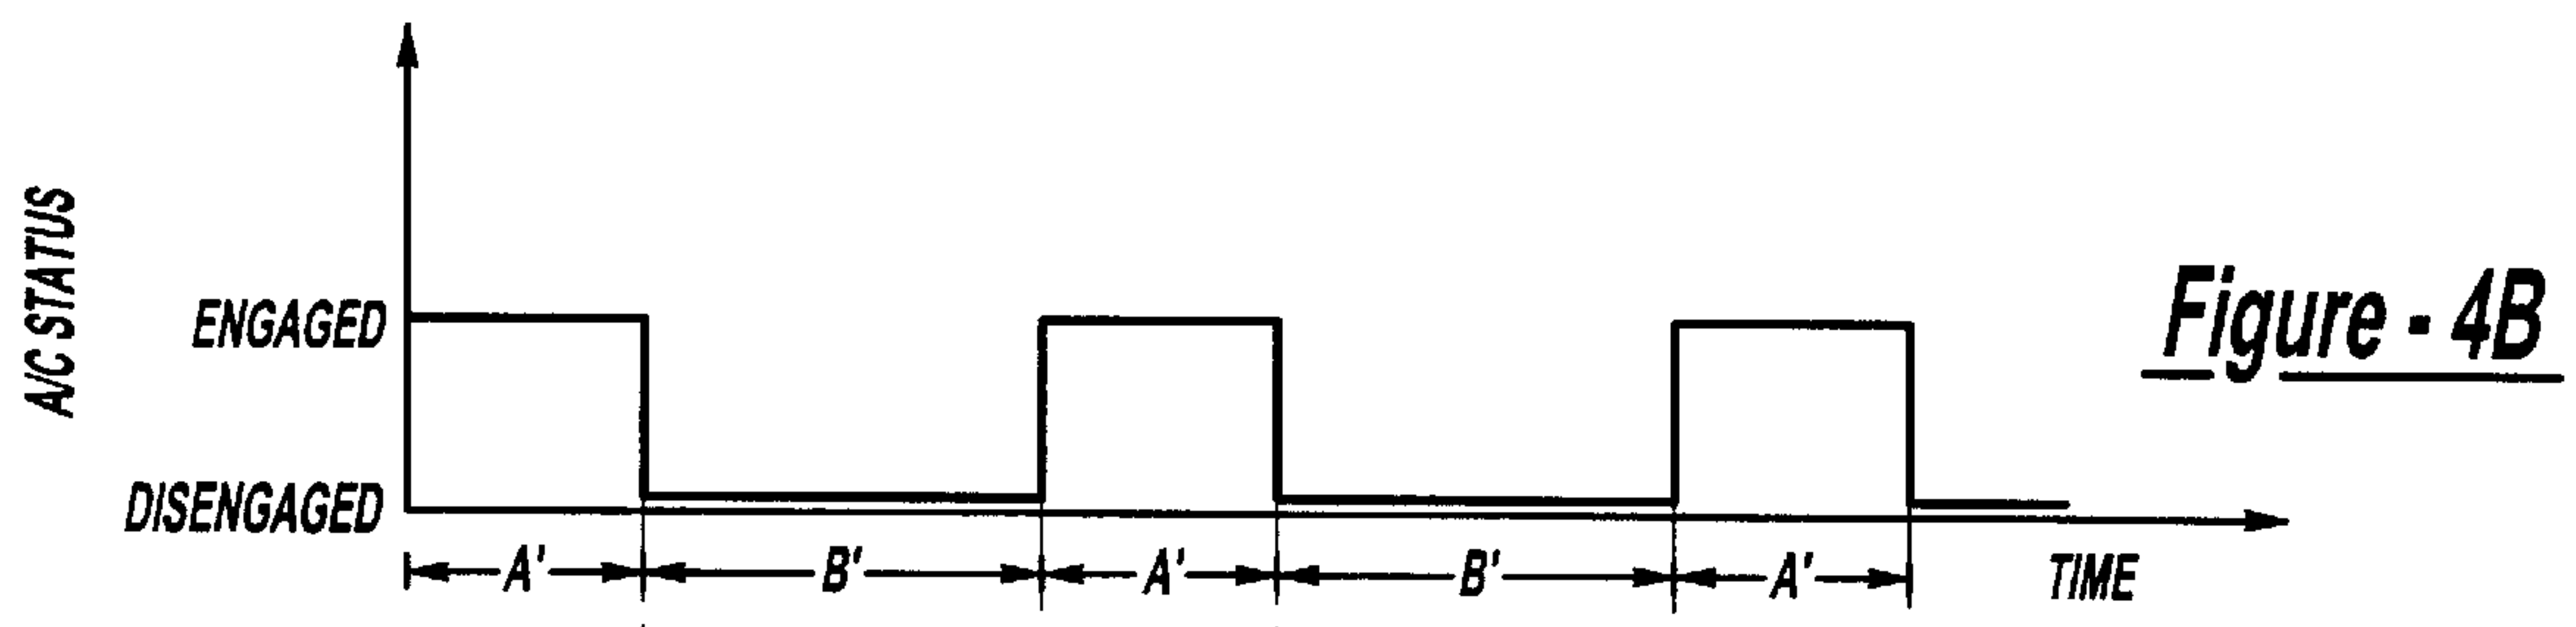 A/C STATUS
ENGAGED
DISENGAGED
A' B' A' B' A'
TIME
Figure - 4B